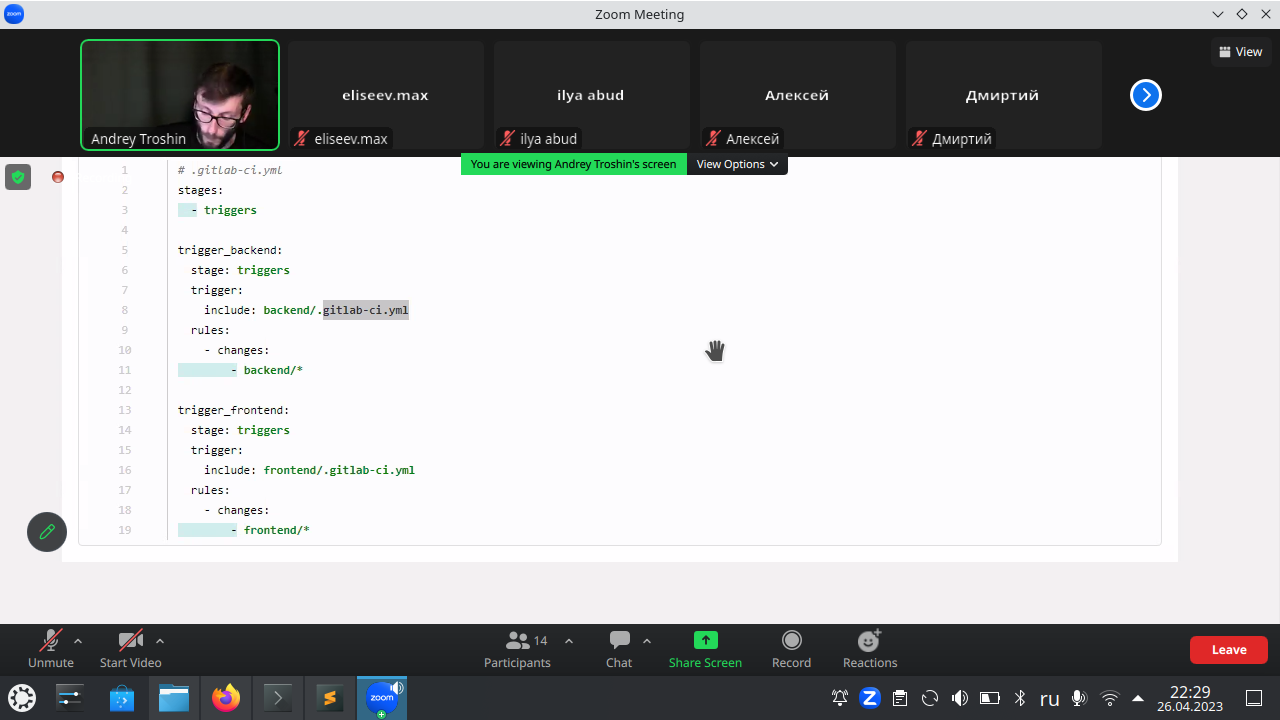 zoom
Zoom Meeting
View
eliseev.max
ilya abud
Алексей
Дмиртий
Andrey Troshin
eliseev.max
ilya abud
Алексей
Дмиртий
You are viewing Andrey Troshin's screen
View Options
1 # .gitlab-ci.yml
2 stages:
3 - triggers
4
5 trigger_backend:
6 stage: triggers
7 trigger:
8 include: backend/.gitlab-ci.yml
9 rules:
10 - changes:
11 - backend/*
12
13 trigger_frontend:
14 stage: triggers
15 trigger:
16 include: frontend/.gitlab-ci.yml
17 rules:
18 - changes:
19 - frontend/*
14
Unmute
Start Video
Participants
Chat
Share Screen
Record
Reactions
Leave
zoom
Z
ru
22:29
26.04.2023